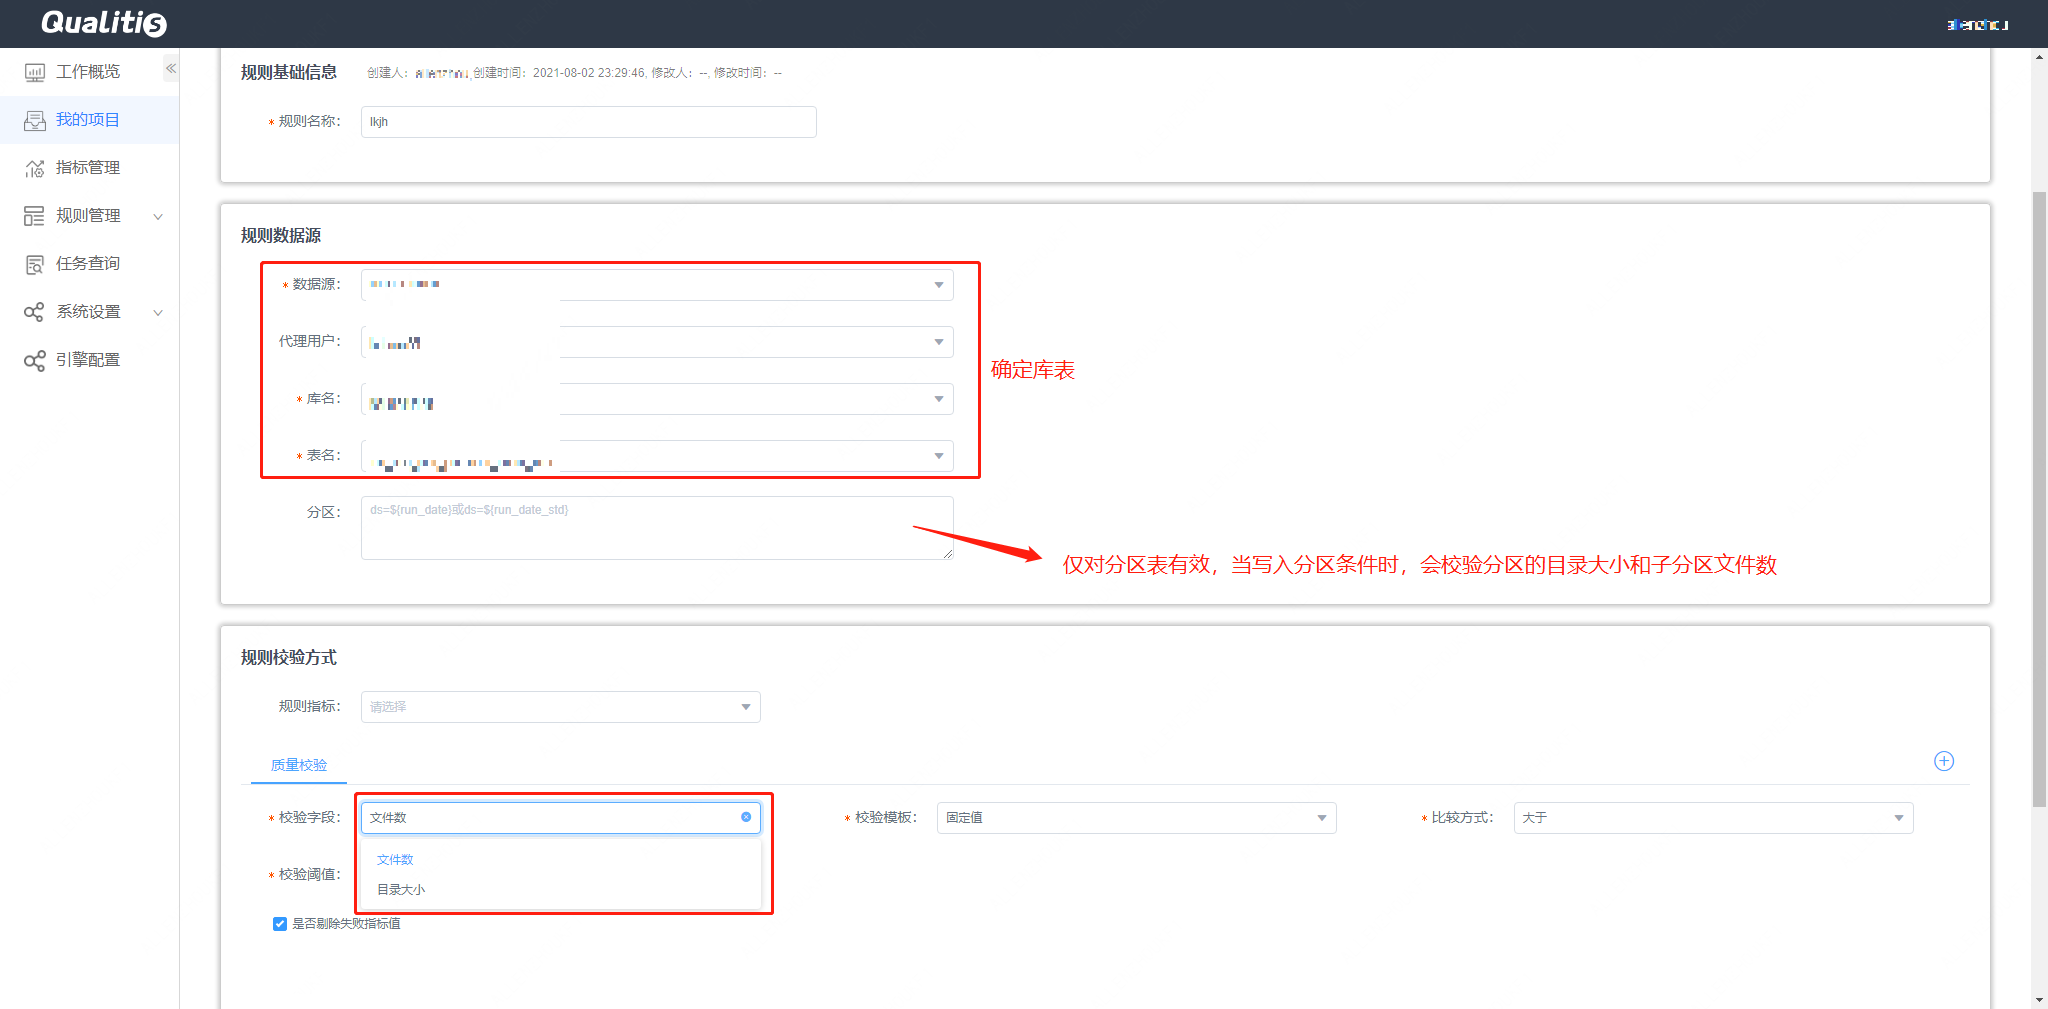 Qualitis
工作概览
我的项目
指标管理
规则管理
任务查询
系统设置
引擎配置
规则基础信息 创建人： ,创建时间：2021-08-02 23:29:46, 修改人：--, 修改时间：--
* 规则名称： lkjh
规则数据源
* 数据源：
代理用户：
* 库名：
* 表名：
确定库表
分区： ds=${run_date}或ds=${run_date_std}
仅对分区表有效，当写入分区条件时，会校验分区的目录大小和子分区文件数
规则校验方式
规则指标： 请选择
质量校验
* 校验字段： 文件数 * 校验模板： 固定值 * 比较方式： 大于
文件数
* 校验阈值：
目录大小
是否剔除失败指标值